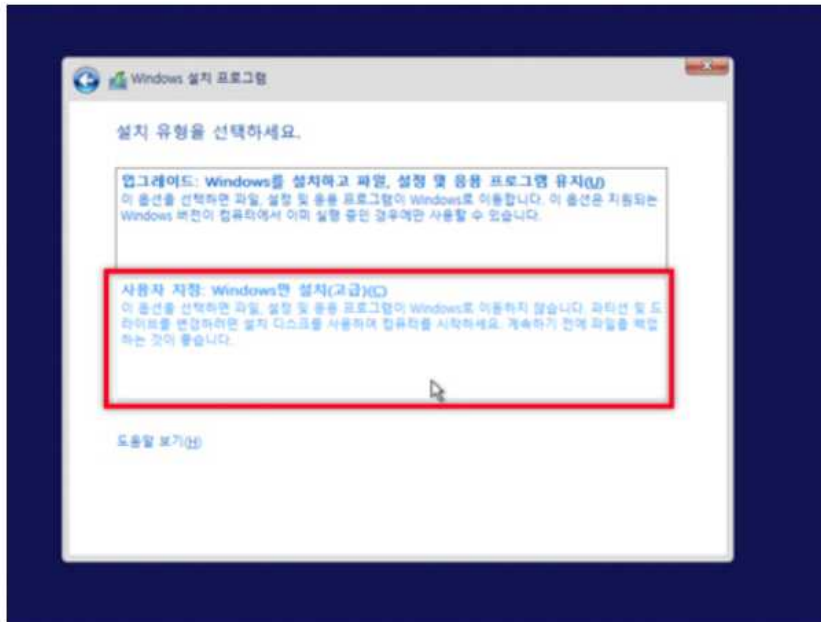 Windows 설치 프로그램
설치 유형을 선택하세요.
업그레이드: Windows를 설치하고 파일, 설정 및 응용 프로그램 유지(U)
이 옵션을 선택하면 파일, 설정 및 응용 프로그램이 Windows로 이동합니다. 이 옵션은 지원되는
Windows 버전이 컴퓨터에서 이미 실행 중인 경우에만 사용할 수 있습니다.
사용자 지정: Windows만 설치(고급)(C)
이 옵션을 선택하면 파일, 설정 및 응용 프로그램이 Windows로 이동하지 않습니다. 파티션 및 드
라이브를 변경하려면 설치 디스크를 사용하여 컴퓨터를 시작하세요. 계속하기 전에 파일을 백업
하는 것이 좋습니다.
도움말 보기(H)